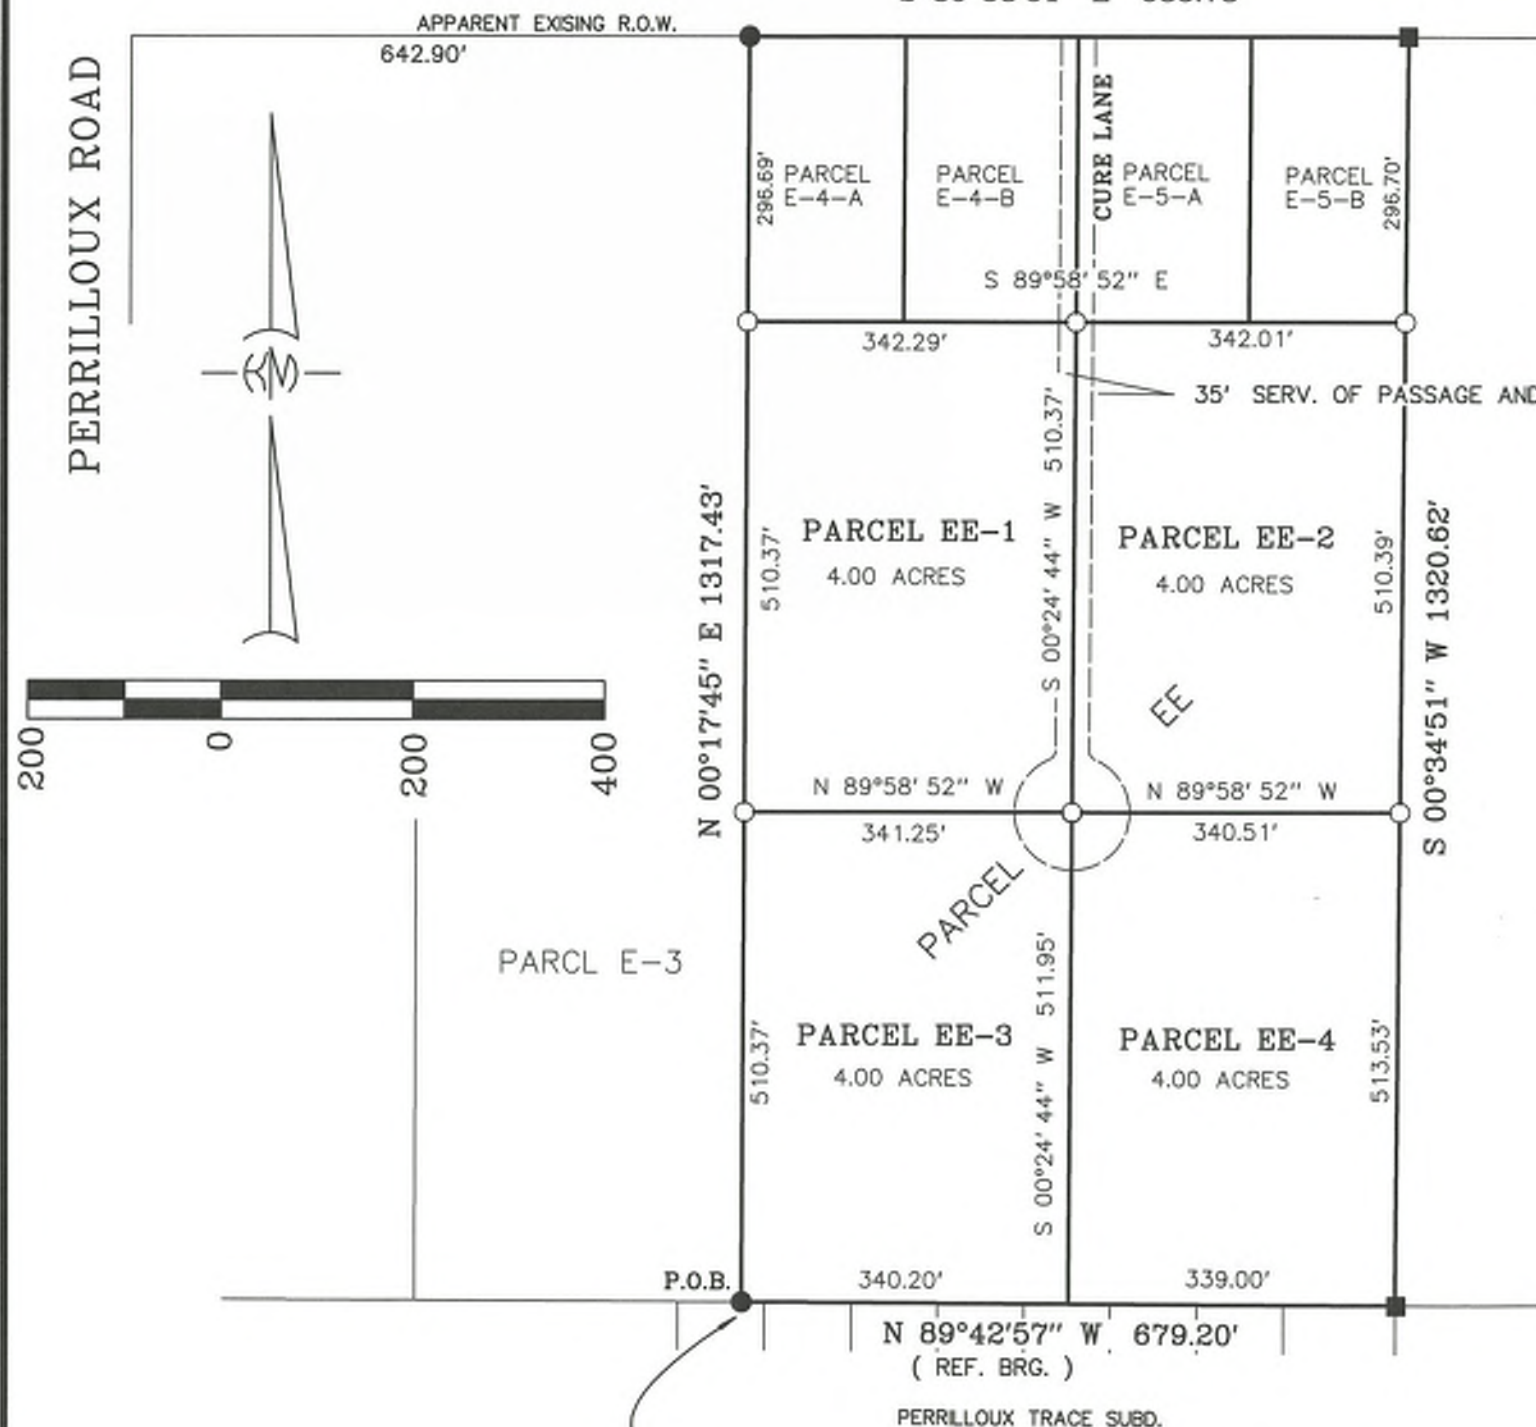 APPARENT EXISING R.O.W.
642.90'
PERRILLOUX ROAD
CURE LANE
296.69'
PARCEL
E-4-A
PARCEL
E-4-B
PARCEL
E-5-A
PARCEL
E-5-B
296.70'
S 89°58'52" E
342.29'
342.01'
35' SERV. OF PASSAGE AND
N 00°17'45" E 1317.43'
510.37'
PARCEL EE-1
4.00 ACRES
S 00°24'44" W 510.37'
PARCEL EE-2
4.00 ACRES
510.39'
S 00°34'51" W 1320.62'
200
0
200
400
N 89°58'52" W
341.25'
N 89°58'52" W
340.51'
PARCEL EE
PARCL E-3
510.37'
PARCEL EE-3
4.00 ACRES
S 00°24'44" W 511.95'
PARCEL EE-4
4.00 ACRES
513.53'
P.O.B.
340.20'
339.00'
N 89°42'57" W 679.20'
( REF. BRG. )
PERRILLOUX TRACE SUBD.